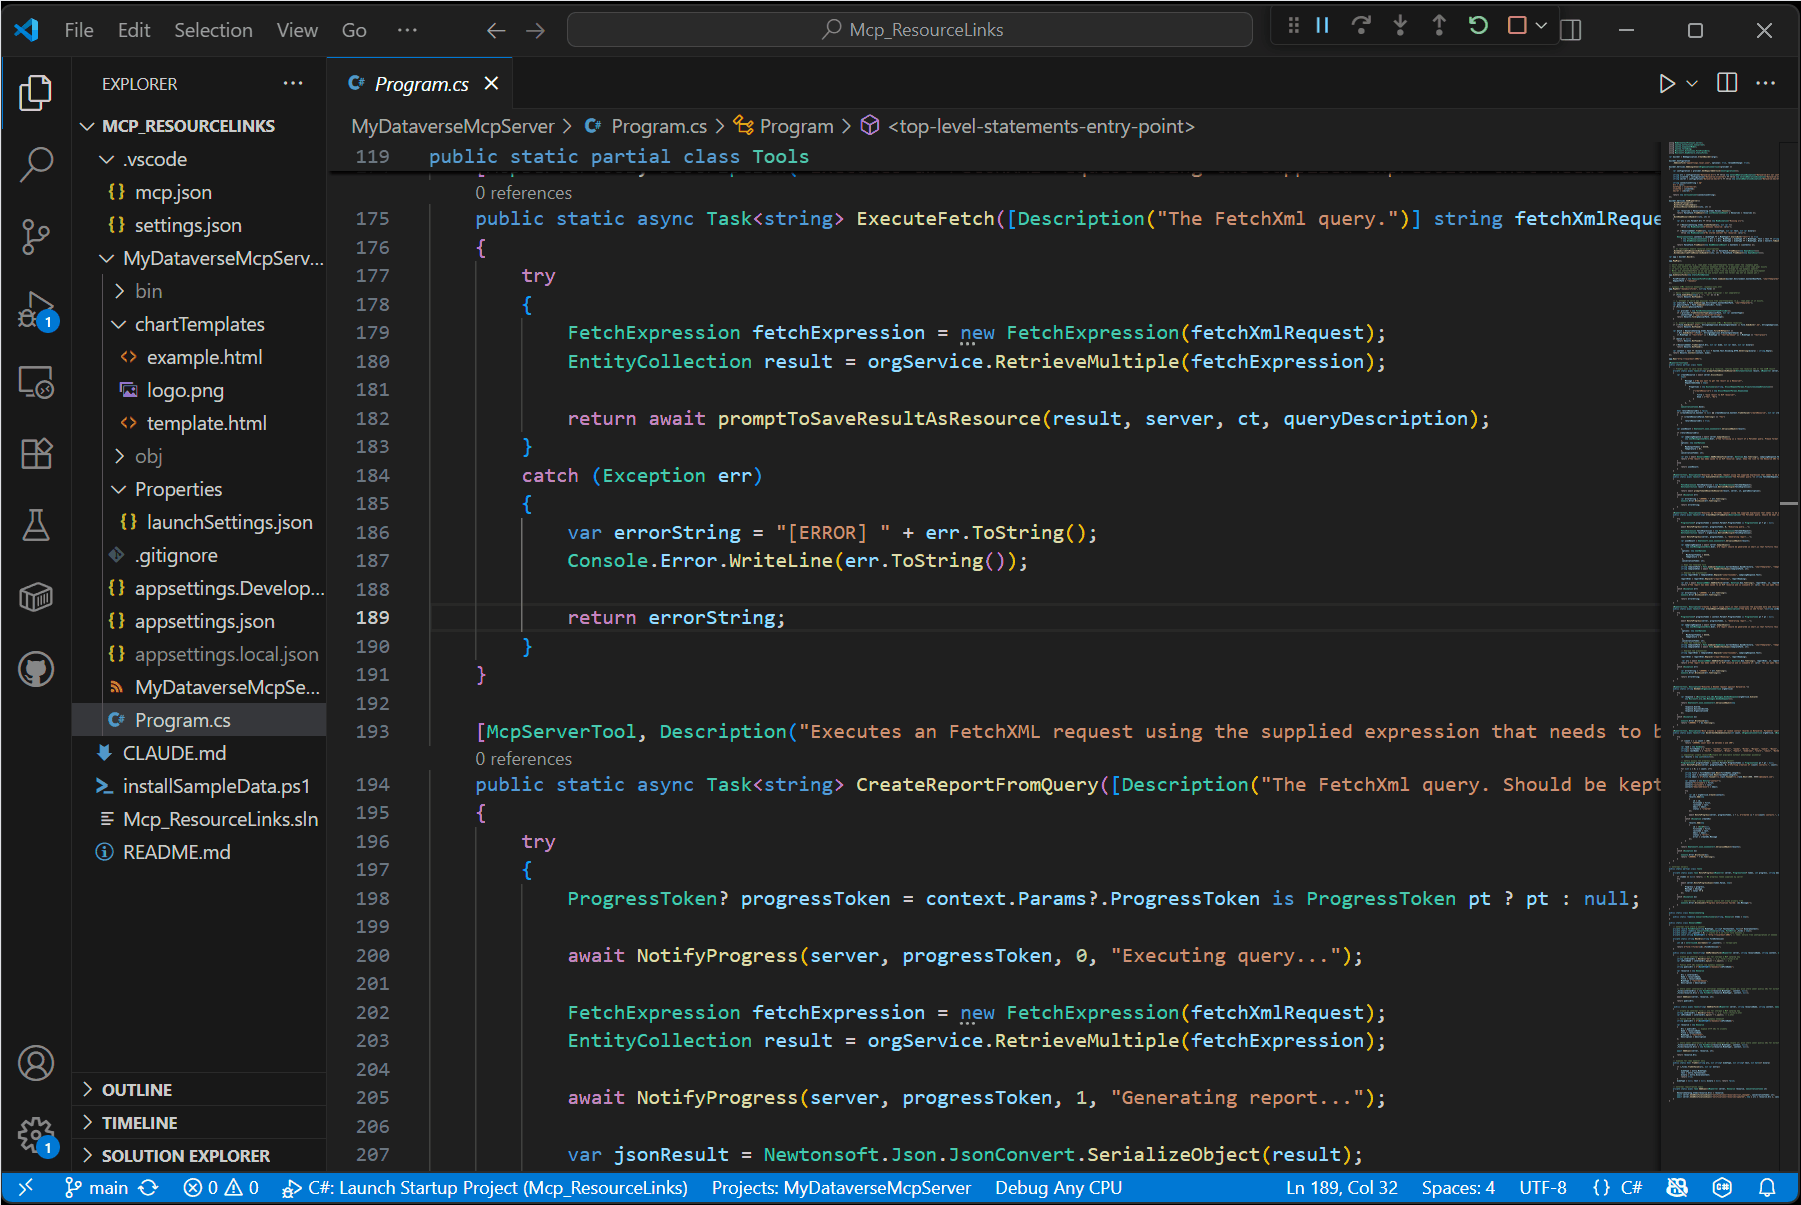 File Edit Selection View Go ··· Mcp_ResourceLinks
EXPLORER ···
MCP_RESOURCELINKS
.vscode
{} mcp.json
{} settings.json
MyDataverseMcpServ...
bin
chartTemplates
<> example.html
logo.png
<> template.html
obj
Properties
{} launchSettings.json
.gitignore
{} appsettings.Develop...
{} appsettings.json
{} appsettings.local.json
MyDataverseMcpSe...
C# Program.cs
CLAUDE.md
installSampleData.ps1
Mcp_ResourceLinks.sln
README.md
OUTLINE
TIMELINE
SOLUTION EXPLORER
1
1
C# Program.cs
MyDataverseMcpServer > C# Program.cs > Program > <top-level-statements-entry-point>
119 public static partial class Tools
0 references
175 public static async Task<string> ExecuteFetch([Description("The FetchXml query.")] string fetchXmlReque
176 {
177 try
178 {
179 FetchExpression fetchExpression = new FetchExpression(fetchXmlRequest);
180 EntityCollection result = orgService.RetrieveMultiple(fetchExpression);
181
182 return await promptToSaveResultAsResource(result, server, ct, queryDescription);
183 }
184 catch (Exception err)
185 {
186 var errorString = "[ERROR] " + err.ToString();
187 Console.Error.WriteLine(err.ToString());
188
189 return errorString;
190 }
191 }
192
193 [McpServerTool, Description("Executes an FetchXML request using the supplied expression that needs to b
0 references
194 public static async Task<string> CreateReportFromQuery([Description("The FetchXml query. Should be kept
195 {
196 try
197 {
198 ProgressToken? progressToken = context.Params?.ProgressToken is ProgressToken pt ? pt : null;
199
200 await NotifyProgress(server, progressToken, 0, "Executing query...");
201
202 FetchExpression fetchExpression = new FetchExpression(fetchXmlRequest);
203 EntityCollection result = orgService.RetrieveMultiple(fetchExpression);
204
205 await NotifyProgress(server, progressToken, 1, "Generating report...");
206
207 var jsonResult = Newtonsoft.Json.JsonConvert.SerializeObject(result);
main 0 0 C#: Launch Startup Project (Mcp_ResourceLinks) Projects: MyDataverseMcpServer Debug Any CPU Ln 189, Col 32 Spaces: 4 UTF-8 {} C#